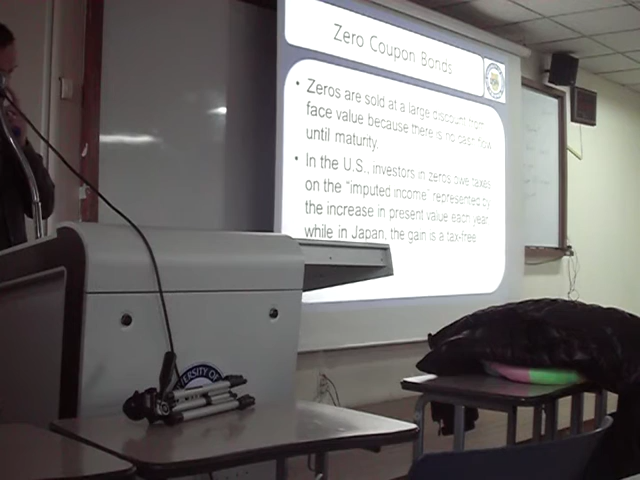 Zero Coupon Bonds
• Zeros are sold at a large discount from
face value because there is no cash flow
until maturity.
• In the U.S., investors in zeros owe taxes
on the "imputed income" represented by
the increase in present value each year
while in Japan, the gain is a tax-free
ERSITY OF